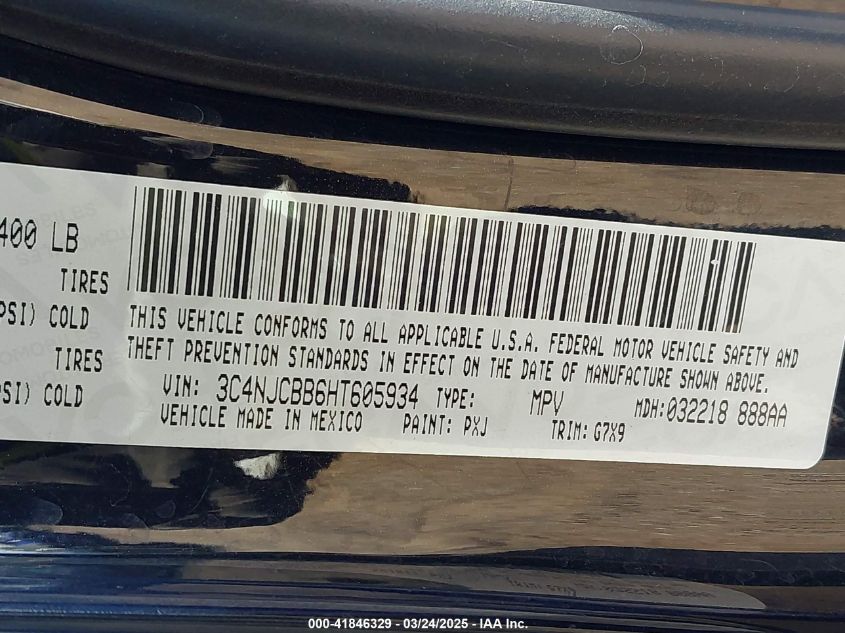 400 LB
TIRES
PSI) COLD
TIRES
PSI) COLD
THIS VEHICLE CONFORMS TO ALL APPLICABLE U.S.A. FEDERAL MOTOR VEHICLE SAFETY AND
THEFT PREVENTION STANDARDS IN EFFECT ON THE DATE OF MANUFACTURE SHOWN ABOVE.
VIN: 3C4NJCBB6HT605934 TYPE: MPV MDH:032218 888AA
VEHICLE MADE IN MEXICO PAINT: PXJ TRIM: G7X9
000-41846329 - 03/24/2025 - IAA Inc.